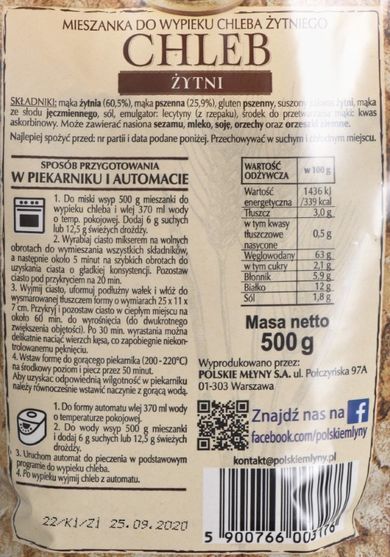 MIESZANKA DO WYPIEKU CHLEBA ŻYTNIEGO
CHLEB
ŻYTNI
SKŁADNIKI: mąka żytnia (60,5%), mąka pszenna (25,9%), gluten pszenny, suszony zakwas żytni, mąka
ze słodu jęczmiennego, sól, emulgator: lecytyny (z rzepaku), środek do przetwarzania mąki: kwas
askorbinowy. Może zawierać nasiona sezamu, mleko, soję, orzechy oraz orzeszki ziemne.
Najlepiej spożyć przed: nr partii i data podane poniżej. Przechowywać w suchym i chłodnym miejscu.
SPOSÓB PRZYGOTOWANIA
W PIEKARNIKU I AUTOMACIE
1. Do miski wsyp 500 g mieszanki do
wypieku chleba i wlej 370 ml wody
o temp. pokojowej. Dodaj 6 g suchych
lub 12,5 g świeżych drożdży.
2. Wyrabiaj ciasto mikserem na wolnych
obrotach do wymieszania wszystkich składników,
a następnie około 5 minut na szybkich obrotach do
uzyskania ciasta o gładkiej konsystencji. Pozostaw
ciasto pod przykryciem na 20 min.
3. Wyjmij ciasto, uformuj podłużny wałek i włóż do
wysmarowanej tłuszczem formy o wymiarach 25 x 11 x
7 cm. Przykryj i pozostaw ciasto w ciepłym miejscu na
około 60 min. do wyrośnięcia (do dwukrotnego
zwiększenia objętości). Po 30 min. wyrastania można
delikatnie naciąć wierzch kęsa, co zapobiegnie niekon-
trolowanemu pęknięciu.
4. Wstaw formę do gorącego piekarnika (200-220°C)
na środkowy poziom i piecz przez 50 minut.
Aby uzyskać odpowiednią wilgotność w piekarniku
należy równocześnie wstawić naczynie z gorącą wodą.
1. Do formy automatu wlej 370 ml wody
o temperaturze pokojowej.
2. Do wody wsyp 500 g mieszanki
i dodaj 6 g suchych lub 12,5 g świeżych
drożdży.
3. Uruchom automat do pieczenia w podstawowym
programie do wypieku chleba.
4. Po wypieku wyjmij chleb z automatu.
WARTOŚĆ ODŻYWCZA w 100 g
Wartość energetyczna 1436 kJ /339 kcal
Tłuszcz 3,0 g
w tym kwasy tłuszczowe nasycone 0,5 g
Węglowodany 63 g
w tym cukry 2,1 g
Błonnik 5,9 g
Białko 12 g
Sól 1,8 g
Masa netto
500 g
Wyprodukowano przez:
POLSKIE MŁYNY S.A. ul. Połczyńska 97A
01-303 Warszawa
Znajdź nas na f
facebook.com/polskiemlyny
kontakt@polskiemlyny.pl
22/K1/Z1 25.09.2020
5 900766 003176